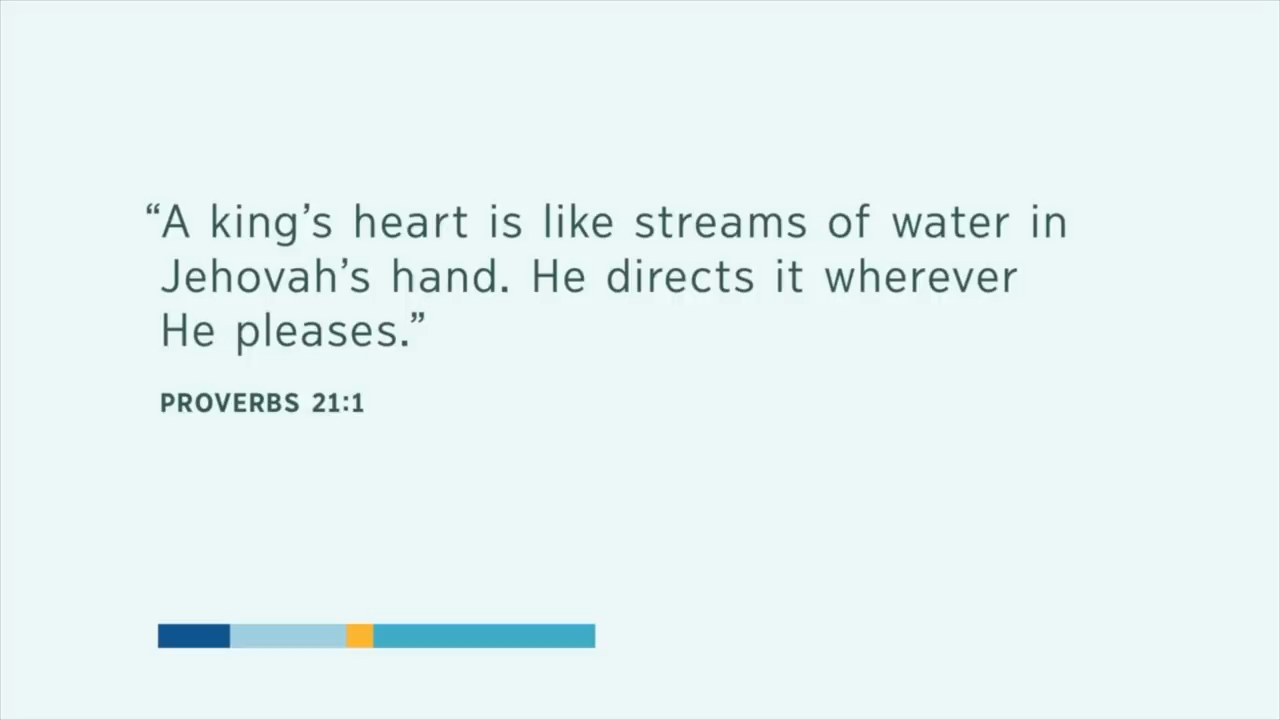 “A king’s heart is like streams of water in
Jehovah’s hand. He directs it wherever
He pleases.”
PROVERBS 21:1